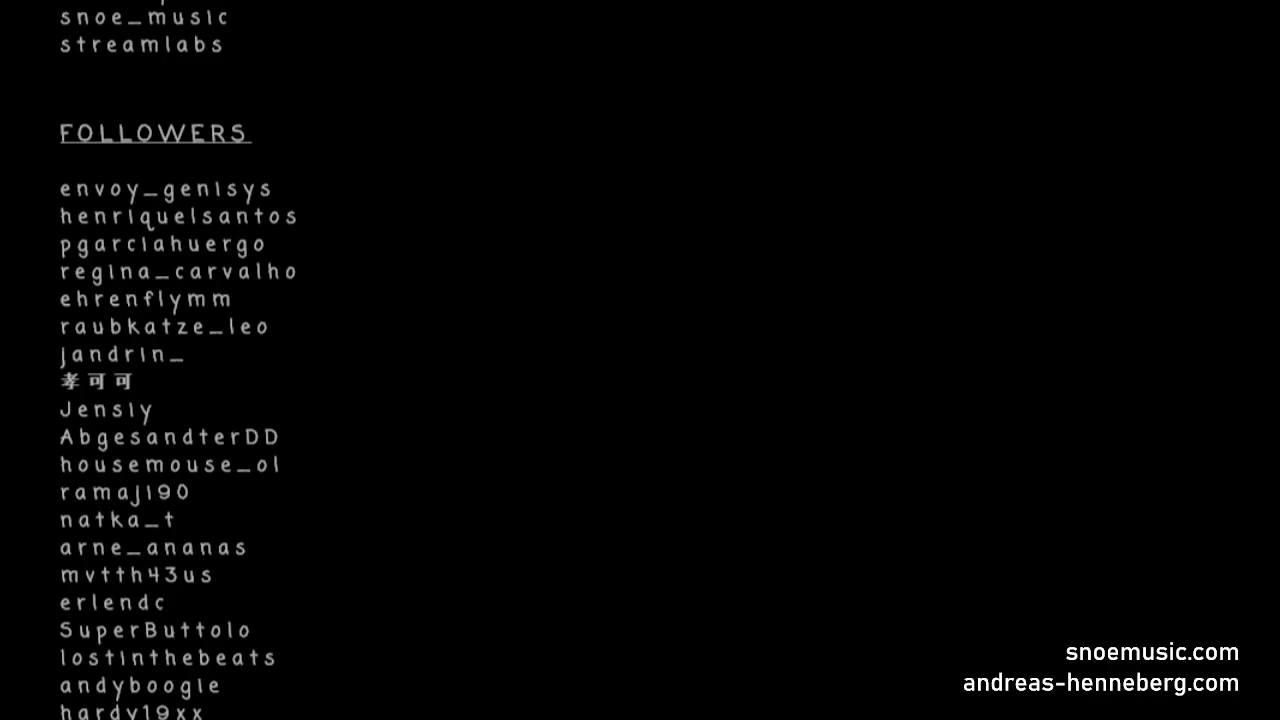 snoe_music
streamlabs
FOLLOWERS
envoy_genisys
henriquelsantos
pgarciahuergo
regina_carvalho
ehrenflymm
raubkatze_leo
jandrin_
孝可可
Jensly
AbgesandterDD
housemouse_ol
ramaji90
natka_t
arne_ananas
mvtth43us
erlendc
SuperButtolo
lostinthebeats
andyboogie
hardy19xx
snoemusic.com
andreas-henneberg.com